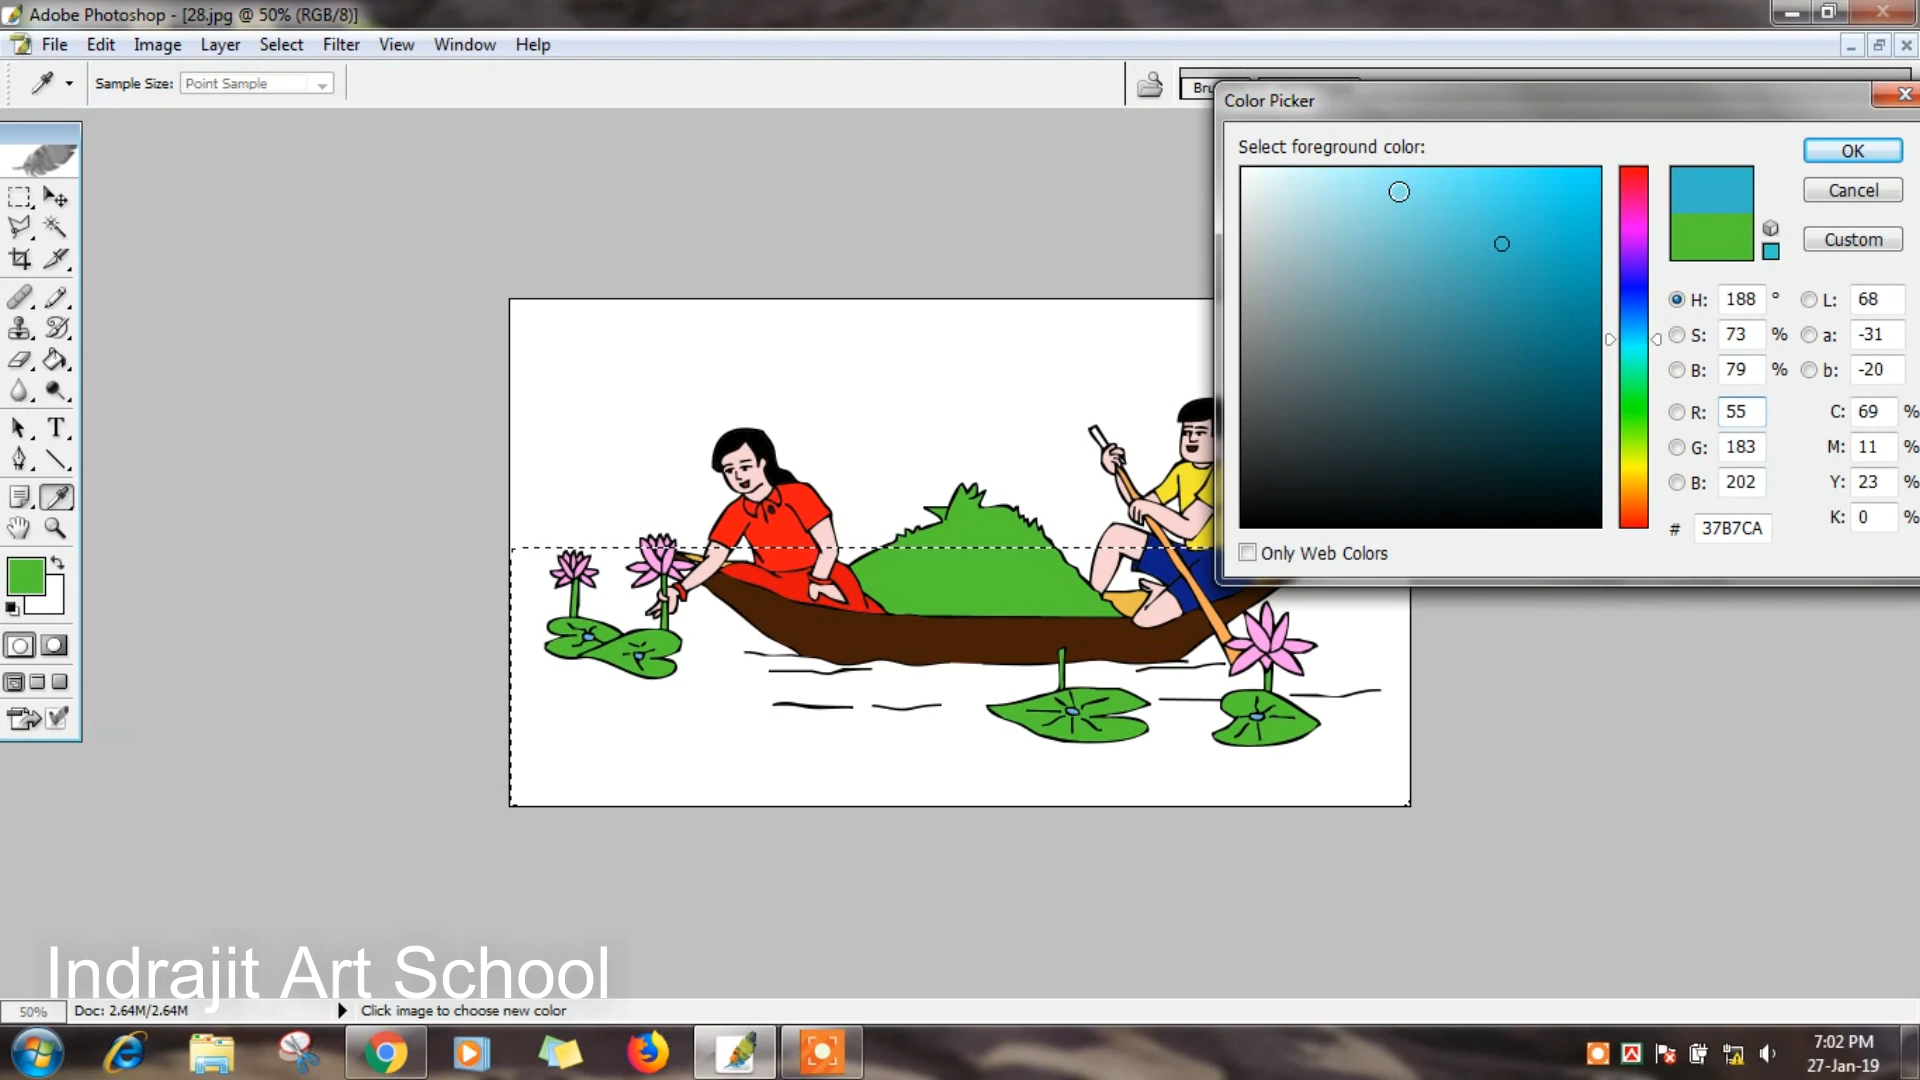 Adobe Photoshop - [28.jpg @ 50% (RGB/8)]
File Edit Image Layer Select Filter View Window Help
Sample Size: Point Sample
Color Picker
Select foreground color:
OK
Cancel
Custom
H: 188 ° L: 68
S: 73 % a: -31
B: 79 % b: -20
R: 55 C: 69 %
G: 183 M: 11 %
B: 202 Y: 23 %
K: 0 %
# 37B7CA
Only Web Colors
T
Indrajit Art School
50% Doc: 2.64M/2.64M Click image to choose new color
7:02 PM
27-Jan-19